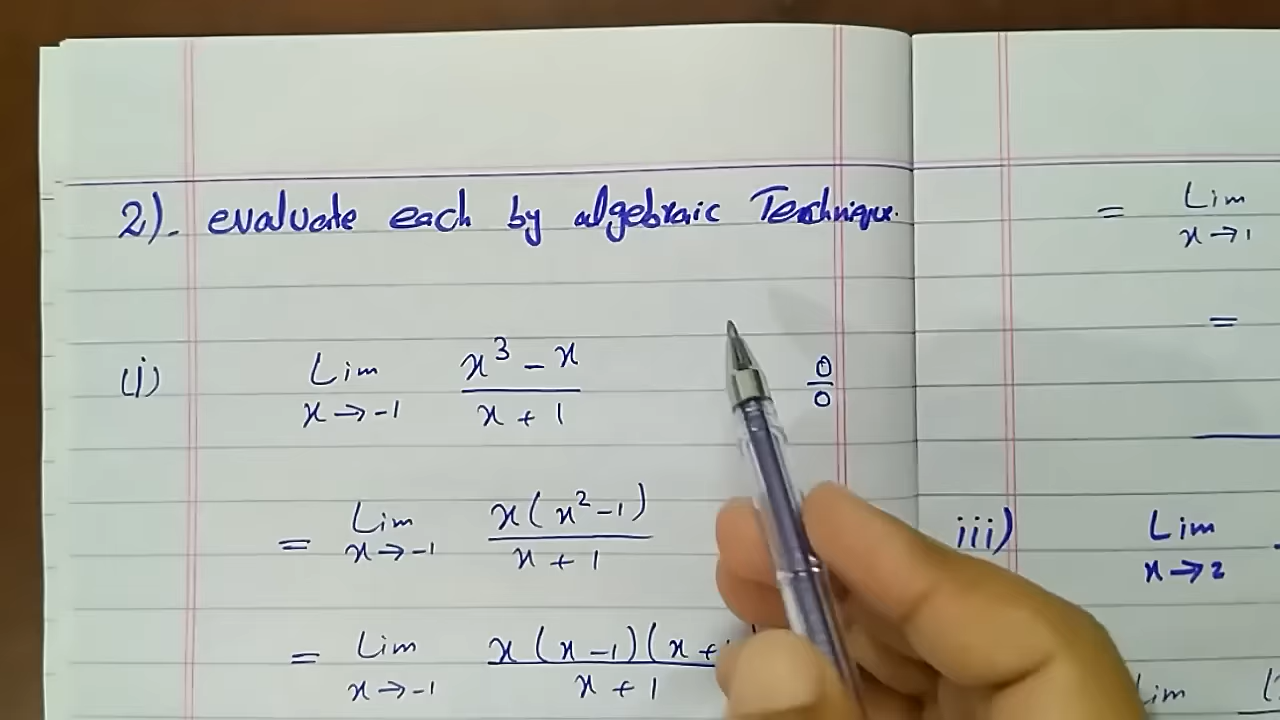 2). evaluate each by algebraic Technique.
(i) Lim x→-1 x³ - x / x + 1 0/0
= Lim x→-1 x(x²-1) / x + 1
= Lim x→-1 x(x-1)(x+ / x + 1
= Lim x→1
=
iii) Lim x→2
Lim